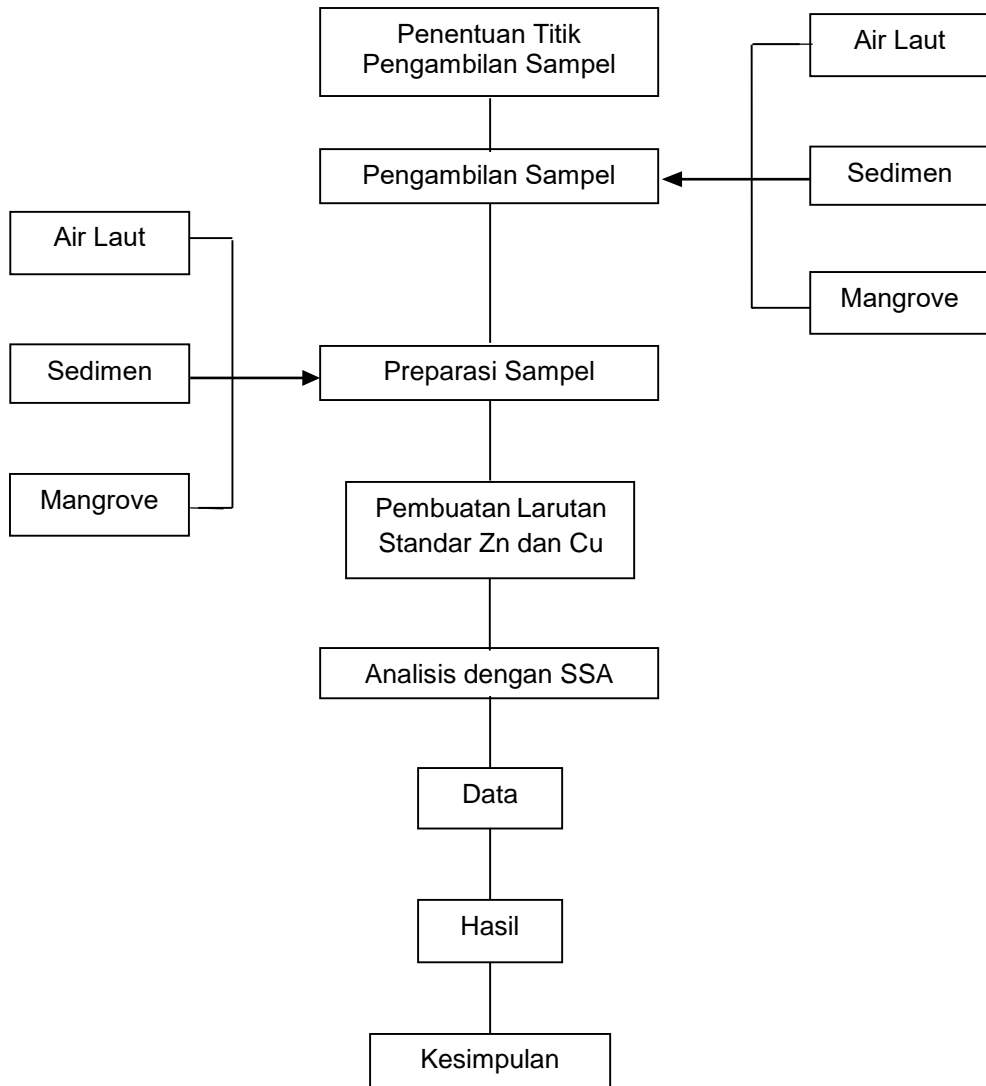 Penentuan Titik
Pengambilan Sampel
Air Laut
Pengambilan Sampel
Sedimen
Mangrove
Air Laut
Sedimen
Preparasi Sampel
Mangrove
Pembuatan Larutan
Standar Zn dan Cu
Analisis dengan SSA
Data
Hasil
Kesimpulan